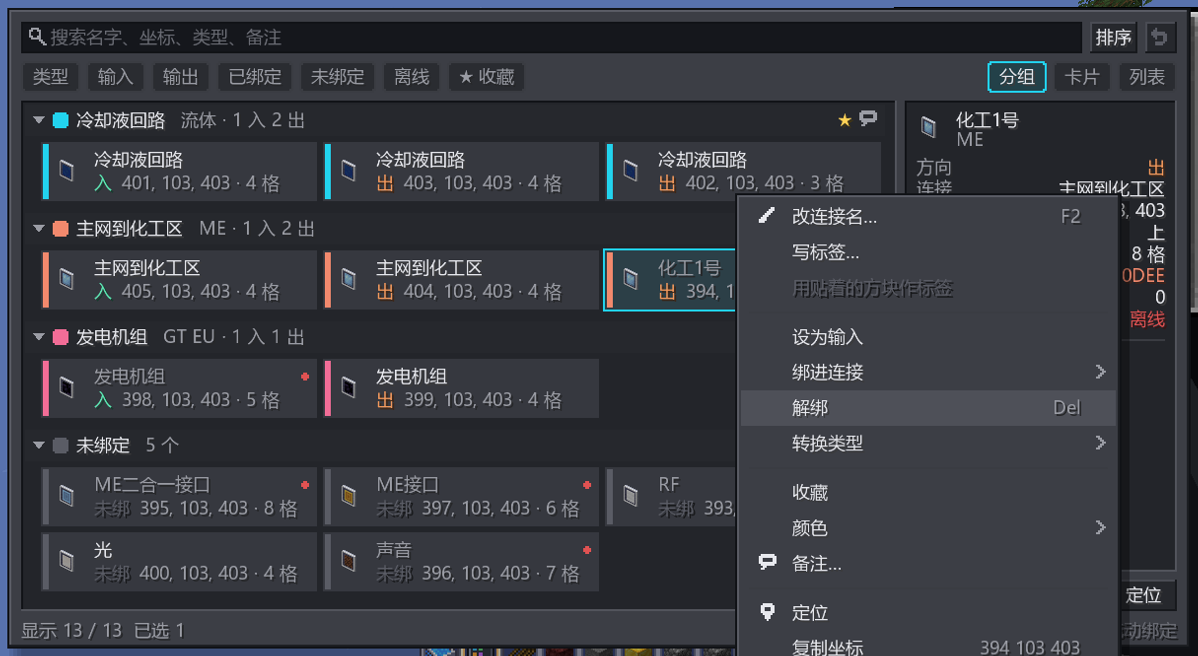 搜索名字、坐标、类型、备注
排序
类型 输入 输出 已绑定 未绑定 离线 ★ 收藏
分组 卡片 列表
冷却液回路 流体 · 1 入 2 出
冷却液回路
入 401, 103, 403 · 4 格
冷却液回路
出 403, 103, 403 · 4 格
冷却液回路
出 402, 103, 403 · 3 格
主网到化工区 ME · 1 入 2 出
主网到化工区
入 405, 103, 403 · 4 格
主网到化工区
出 404, 103, 403 · 4 格
化工1号
出 394, 1
发电机组 GT EU · 1 入 1 出
发电机组
入 398, 103, 403 · 5 格
发电机组
出 399, 103, 403 · 4 格
未绑定 5 个
ME二合一接口
未绑 395, 103, 403 · 8 格
ME接口
未绑 397, 103, 403 · 6 格
RF
未绑 393,
光
未绑 400, 103, 403 · 4 格
声音
未绑 396, 103, 403 · 7 格
显示 13 / 13 已选 1
化工1号
ME
方向 出
连接 主网到化工区
3, 403
上
8 格
0DEE
0
离线
定位
动绑定
改连接名... F2
写标签...
用贴着的方块作标签
设为输入
绑进连接
解绑 Del
转换类型
收藏
颜色
备注...
定位
复制坐标 394 103 403